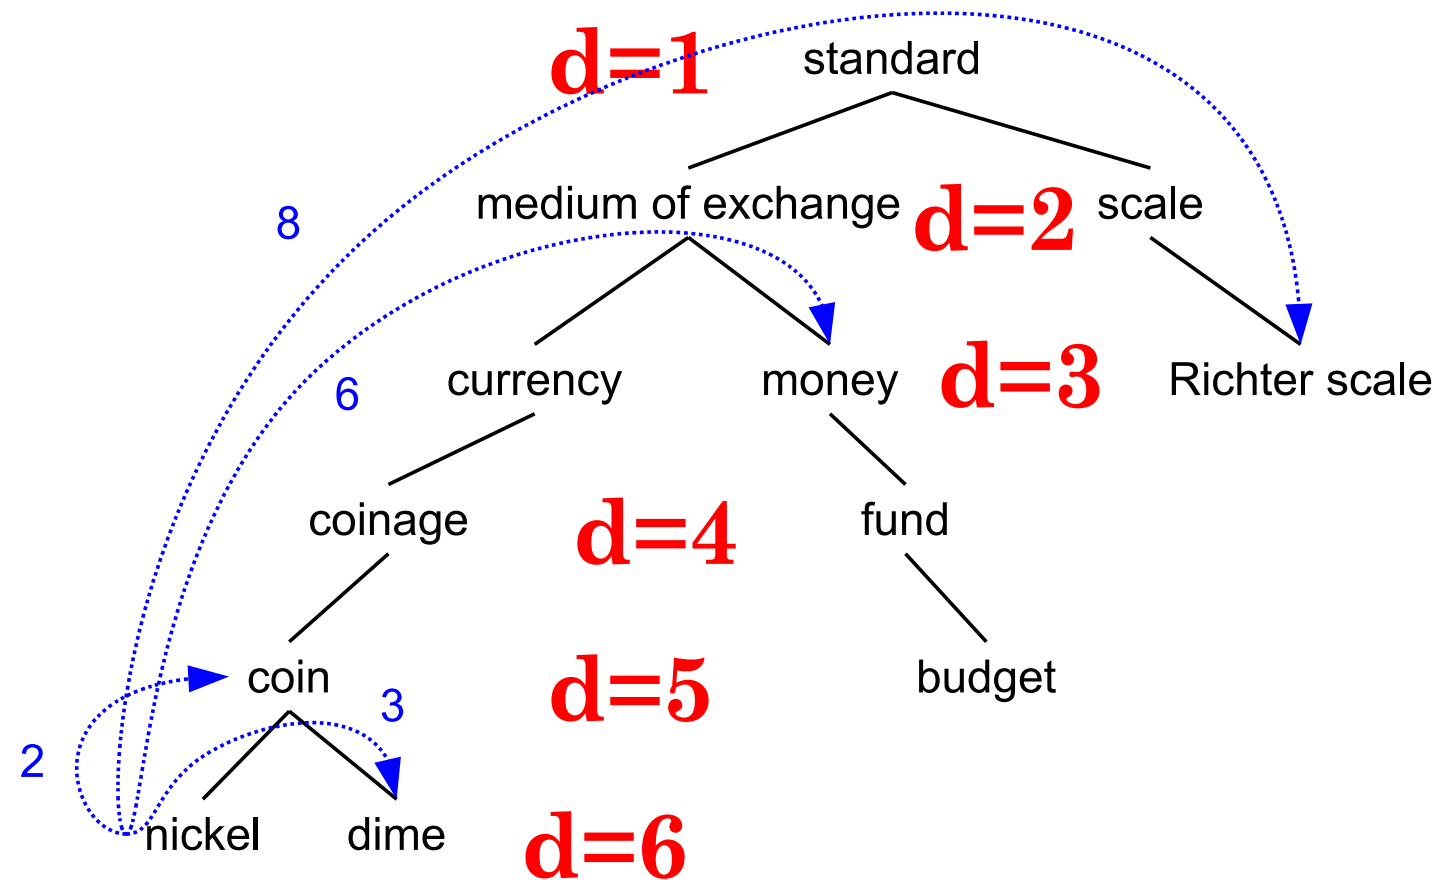 d=1 standard
medium of exchange d=2 scale
8
currency money d=3 Richter scale
6
coinage d=4 fund
coin d=5 budget
3
2
nickel dime d=6